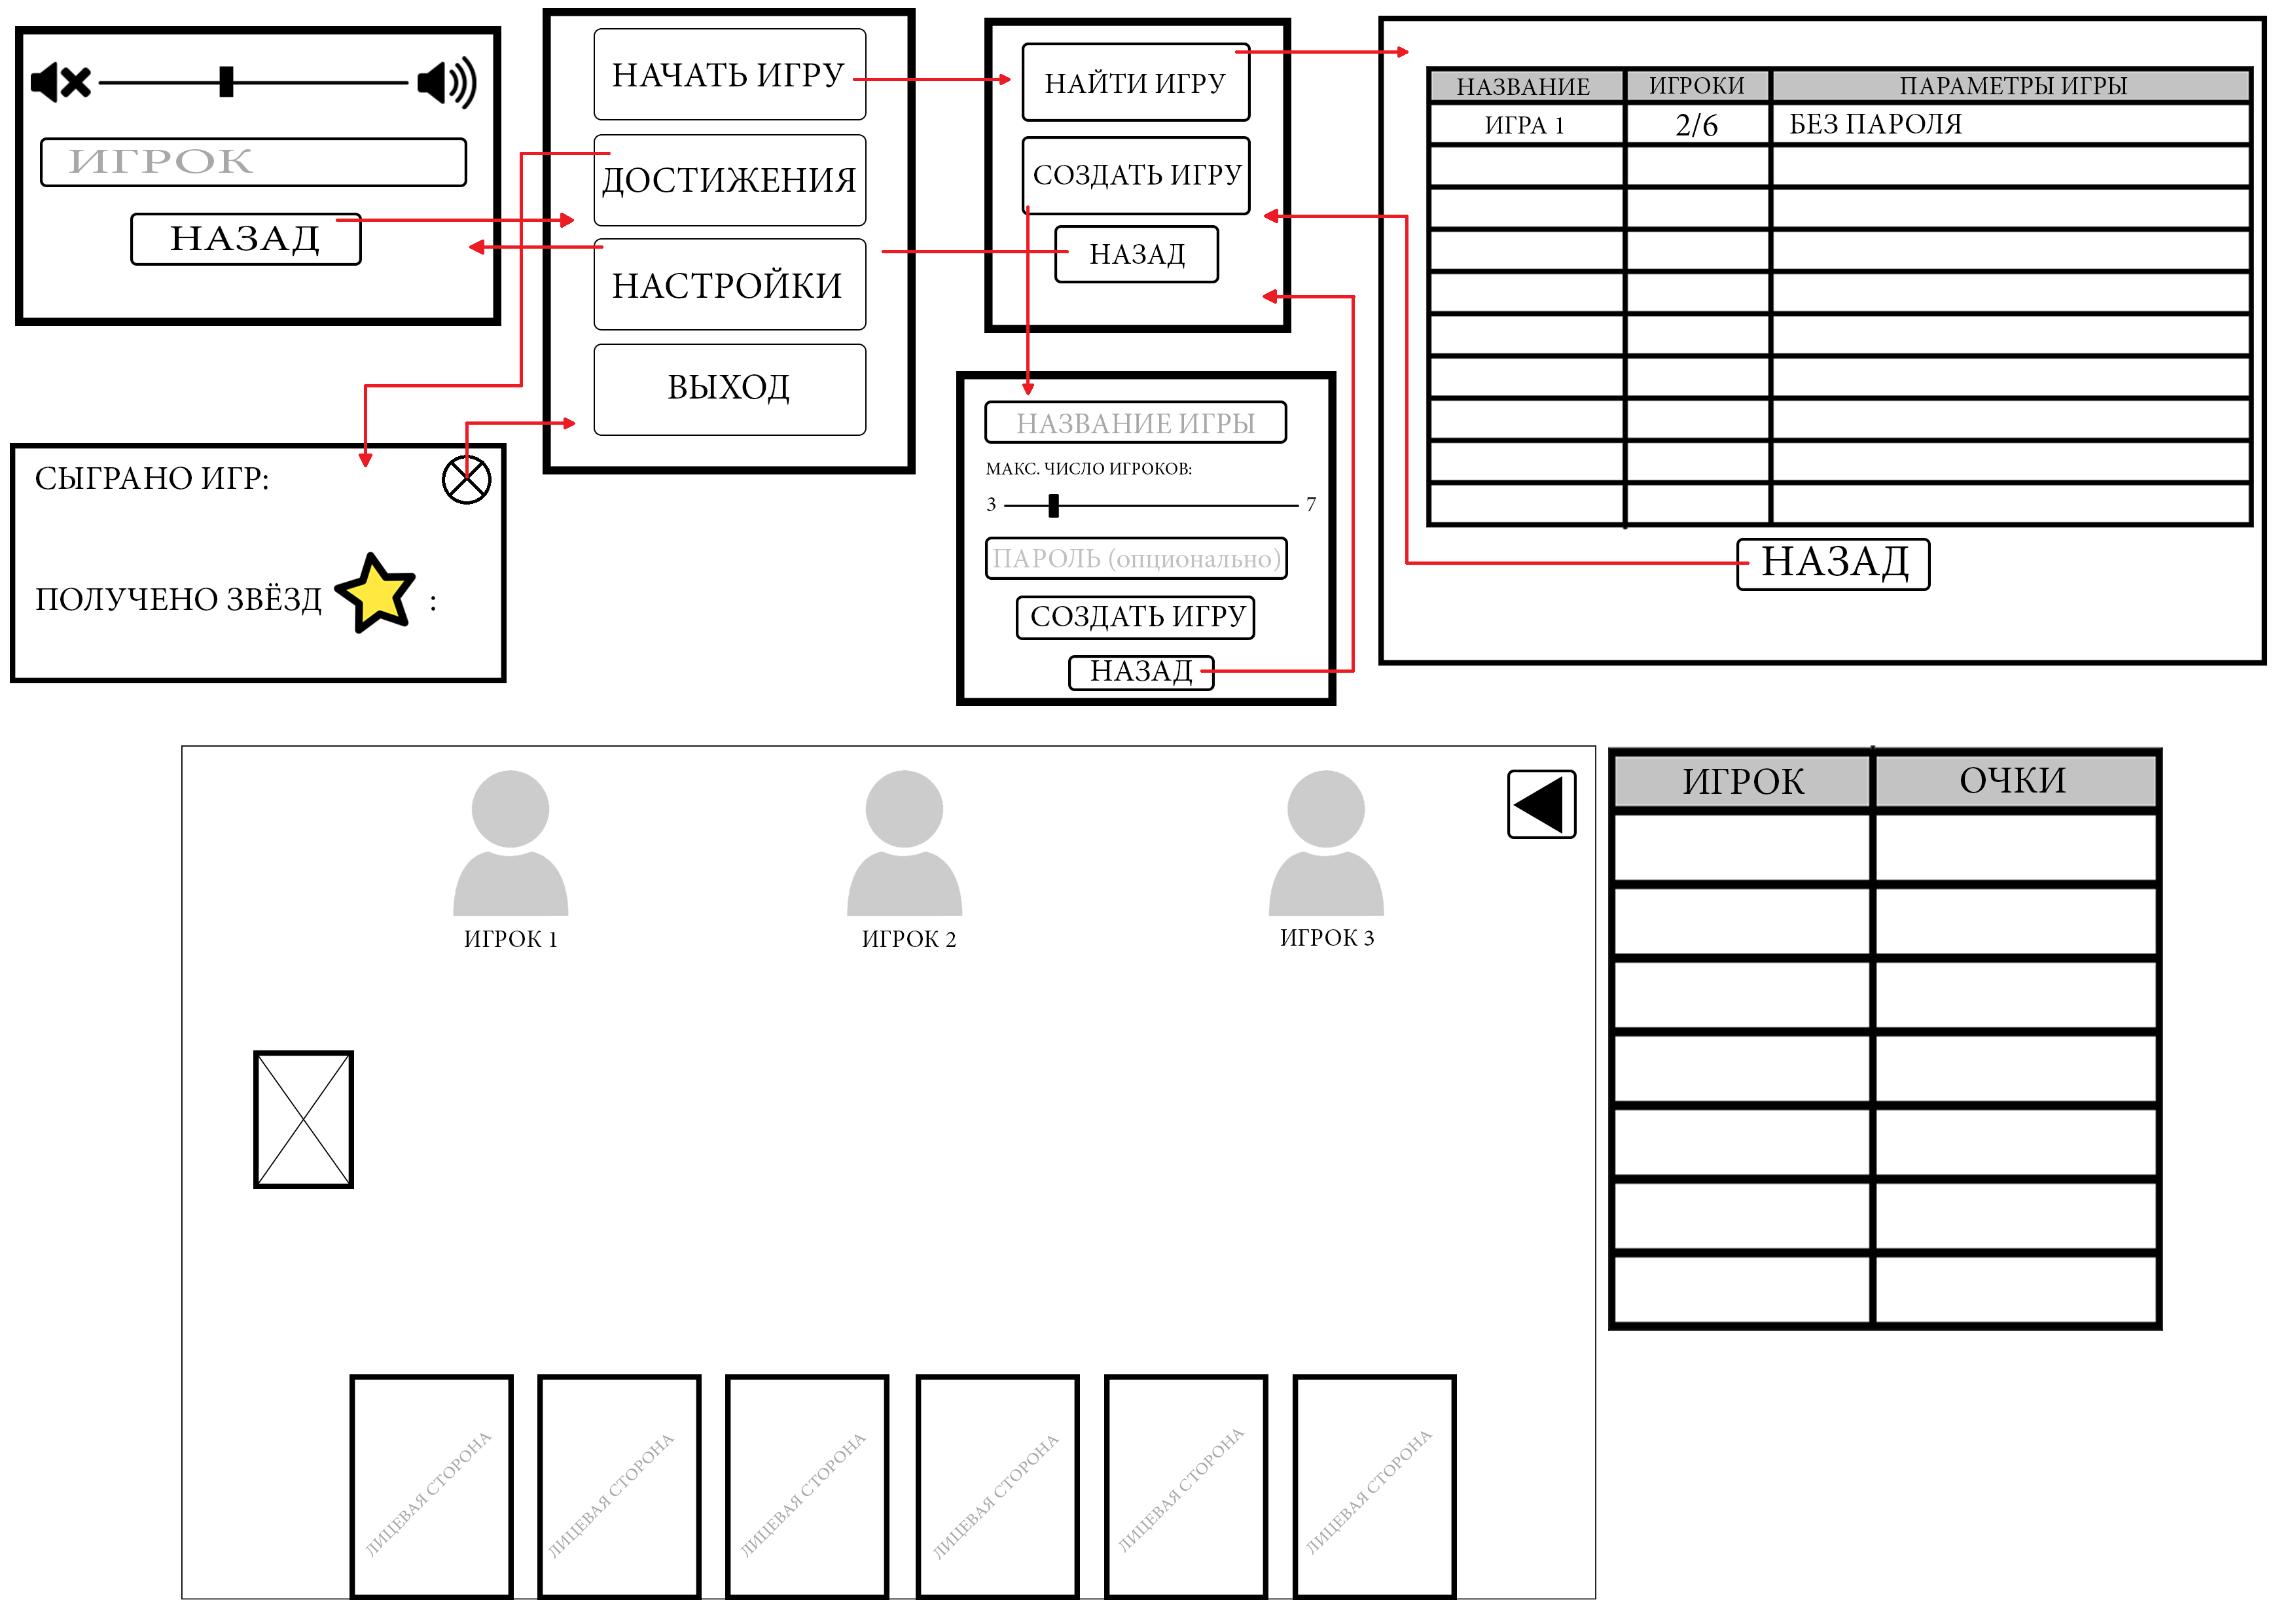 ИГРОК
НАЗАД
НАЧАТЬ ИГРУ
ДОСТИЖЕНИЯ
НАСТРОЙКИ
ВЫХОД
НАЙТИ ИГРУ
СОЗДАТЬ ИГРУ
НАЗАД
НАЗВАНИЕ ИГРОКИ ПАРАМЕТРЫ ИГРЫ
ИГРА 1 2/6 БЕЗ ПАРОЛЯ
НАЗАД
СЫГРАНО ИГР:
ПОЛУЧЕНО ЗВЁЗД :
НАЗВАНИЕ ИГРЫ
МАКС. ЧИСЛО ИГРОКОВ:
3 7
ПАРОЛЬ (опционально)
СОЗДАТЬ ИГРУ
НАЗАД
ИГРОК 1
ИГРОК 2
ИГРОК 3
ИГРОК ОЧКИ
ЛИЦЕВАЯ СТОРОНА
ЛИЦЕВАЯ СТОРОНА
ЛИЦЕВАЯ СТОРОНА
ЛИЦЕВАЯ СТОРОНА
ЛИЦЕВАЯ СТОРОНА
ЛИЦЕВАЯ СТОРОНА